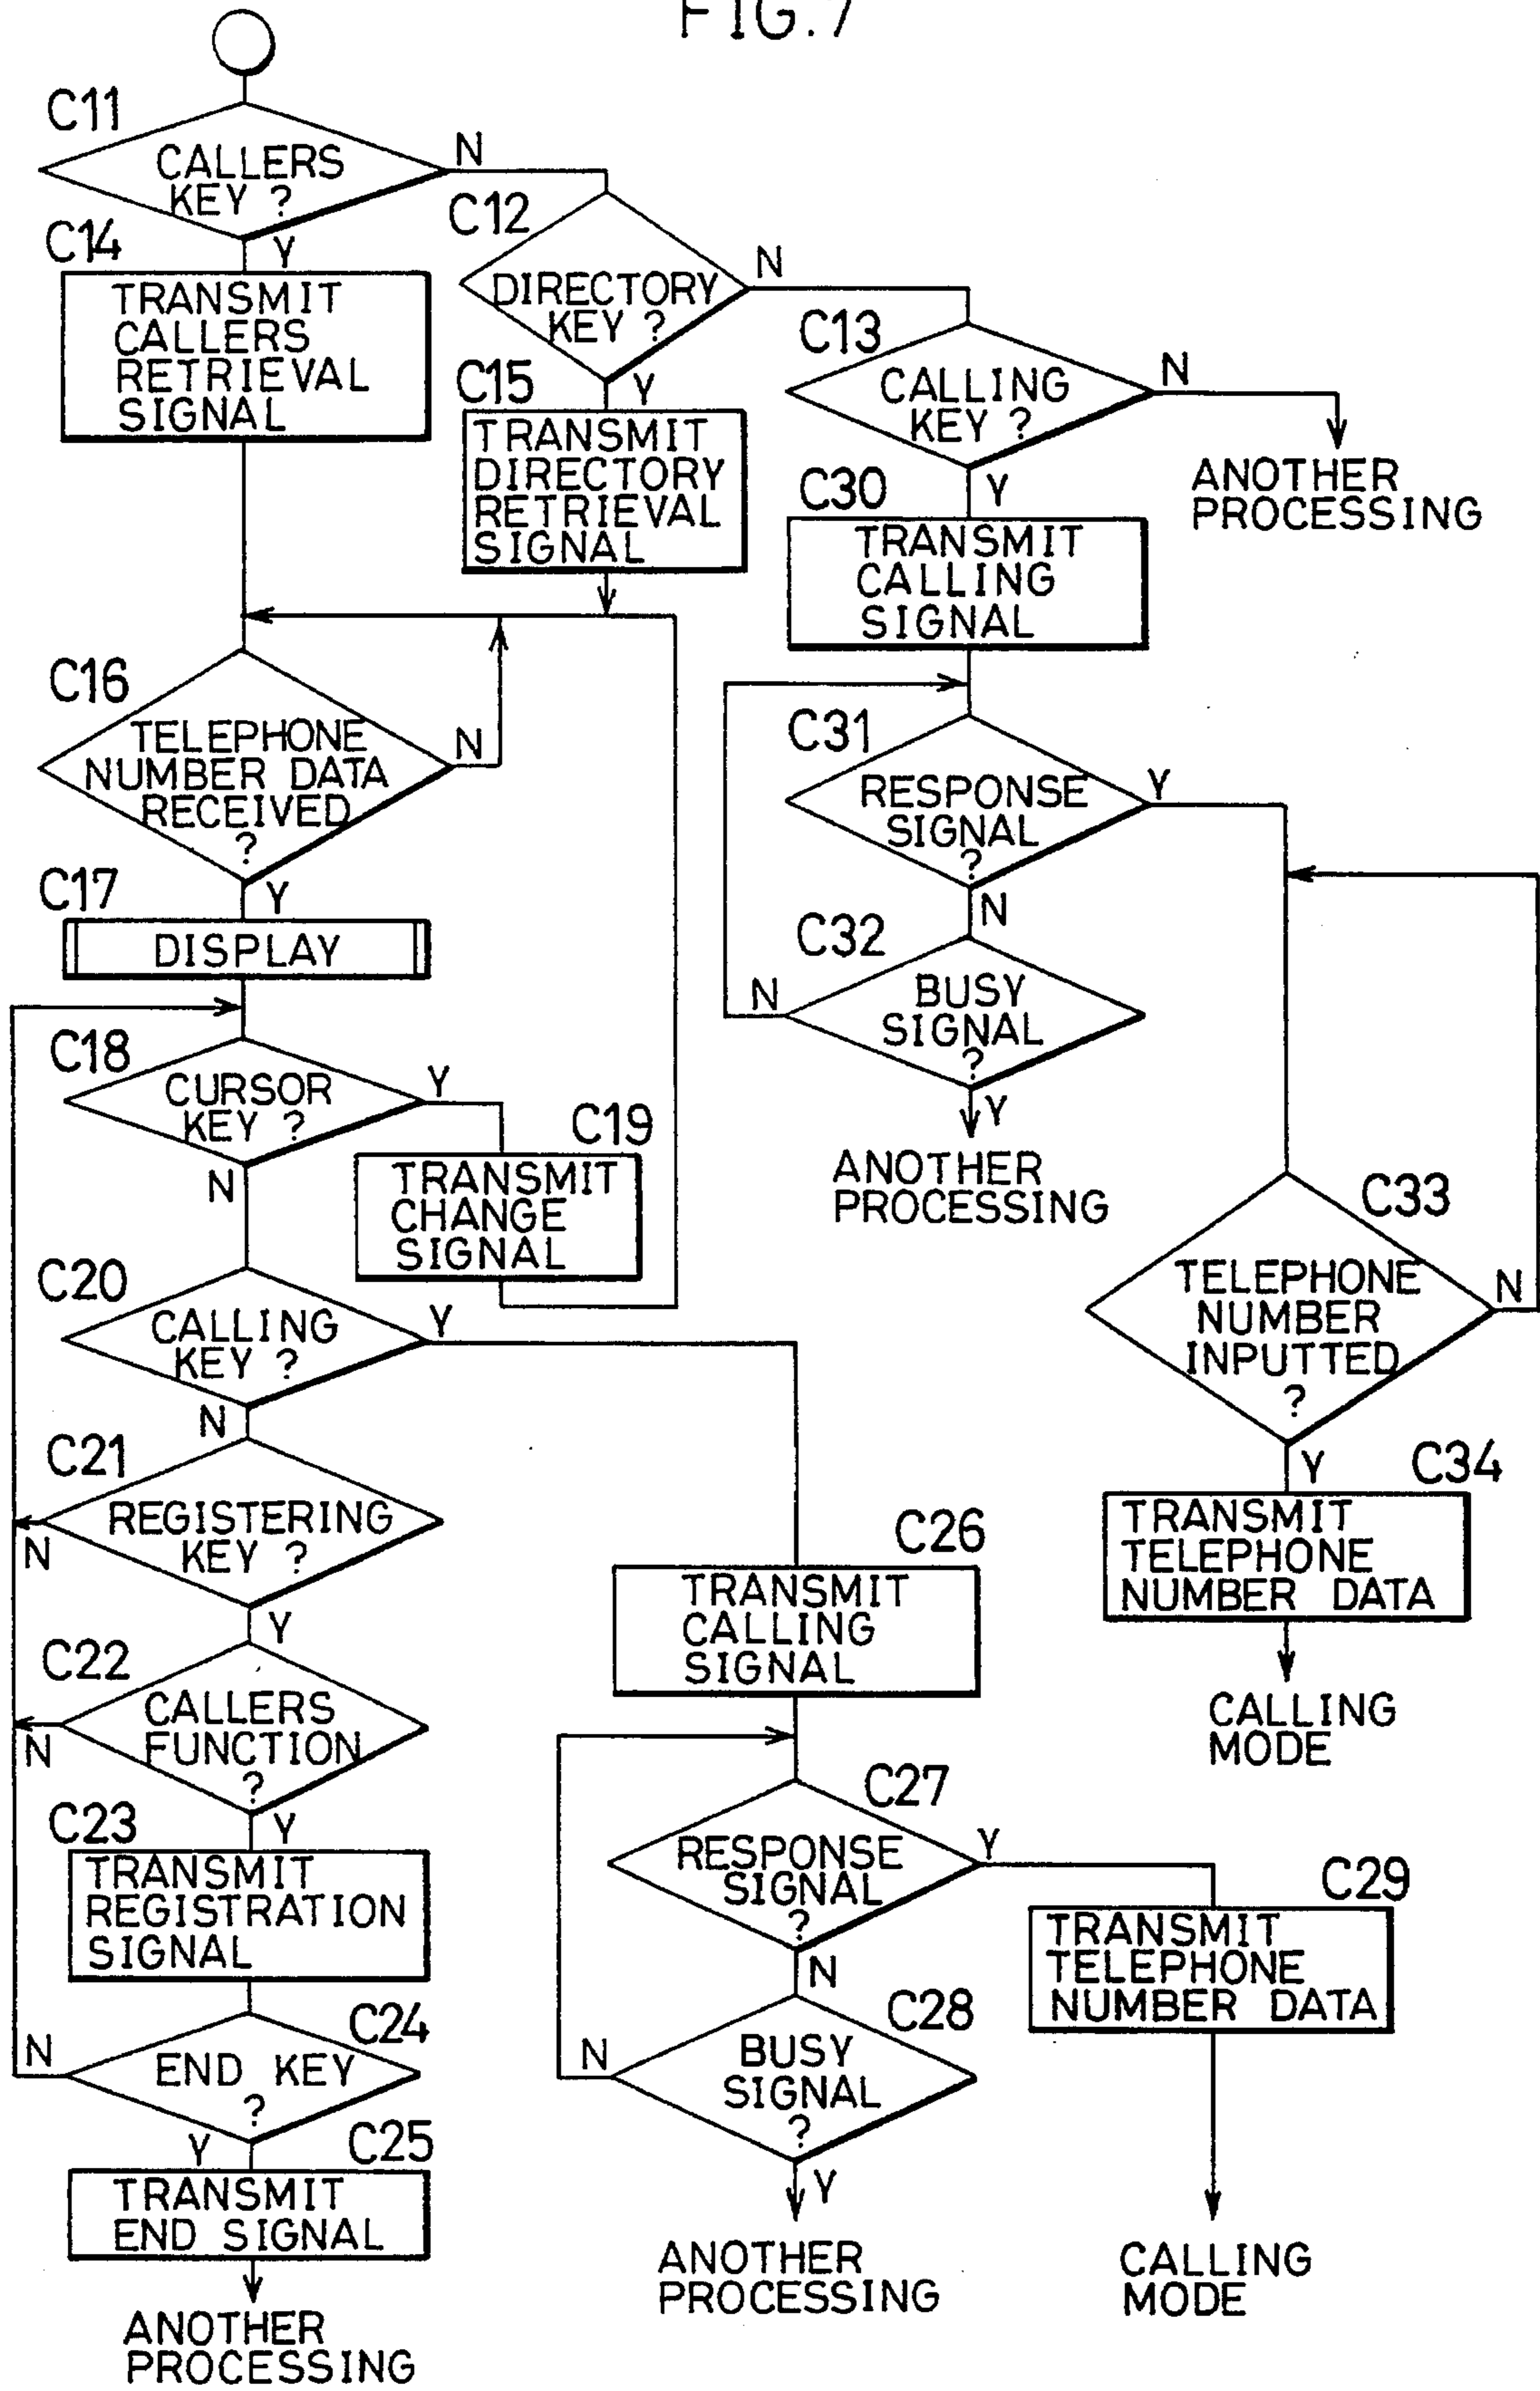 FIG.7
C11
CALLERS
KEY ?
N
Y
C12
DIRECTORY
KEY ?
N
Y
C13
CALLING
KEY ?
N
Y
ANOTHER
PROCESSING
C14
TRANSMIT
CALLERS
RETRIEVAL
SIGNAL
C15
TRANSMIT
DIRECTORY
RETRIEVAL
SIGNAL
C30
TRANSMIT
CALLING
SIGNAL
C16
TELEPHONE
NUMBER DATA
RECEIVED
?
N
Y
C31
RESPONSE
SIGNAL
?
Y
N
C17
DISPLAY
C32
BUSY
SIGNAL
?
N
Y
ANOTHER
PROCESSING
C18
CURSOR
KEY ?
Y
N
C19
TRANSMIT
CHANGE
SIGNAL
C33
TELEPHONE
NUMBER
INPUTTED
?
N
Y
C20
CALLING
KEY ?
Y
N
C21
REGISTERING
KEY ?
N
Y
C34
TRANSMIT
TELEPHONE
NUMBER DATA
CALLING
MODE
C26
TRANSMIT
CALLING
SIGNAL
C22
CALLERS
FUNCTION
?
N
Y
C27
RESPONSE
SIGNAL
?
Y
N
C23
TRANSMIT
REGISTRATION
SIGNAL
C29
TRANSMIT
TELEPHONE
NUMBER DATA
C24
END KEY
?
N
Y
C28
BUSY
SIGNAL
?
N
Y
C25
TRANSMIT
END SIGNAL
ANOTHER
PROCESSING
ANOTHER
PROCESSING
CALLING
MODE